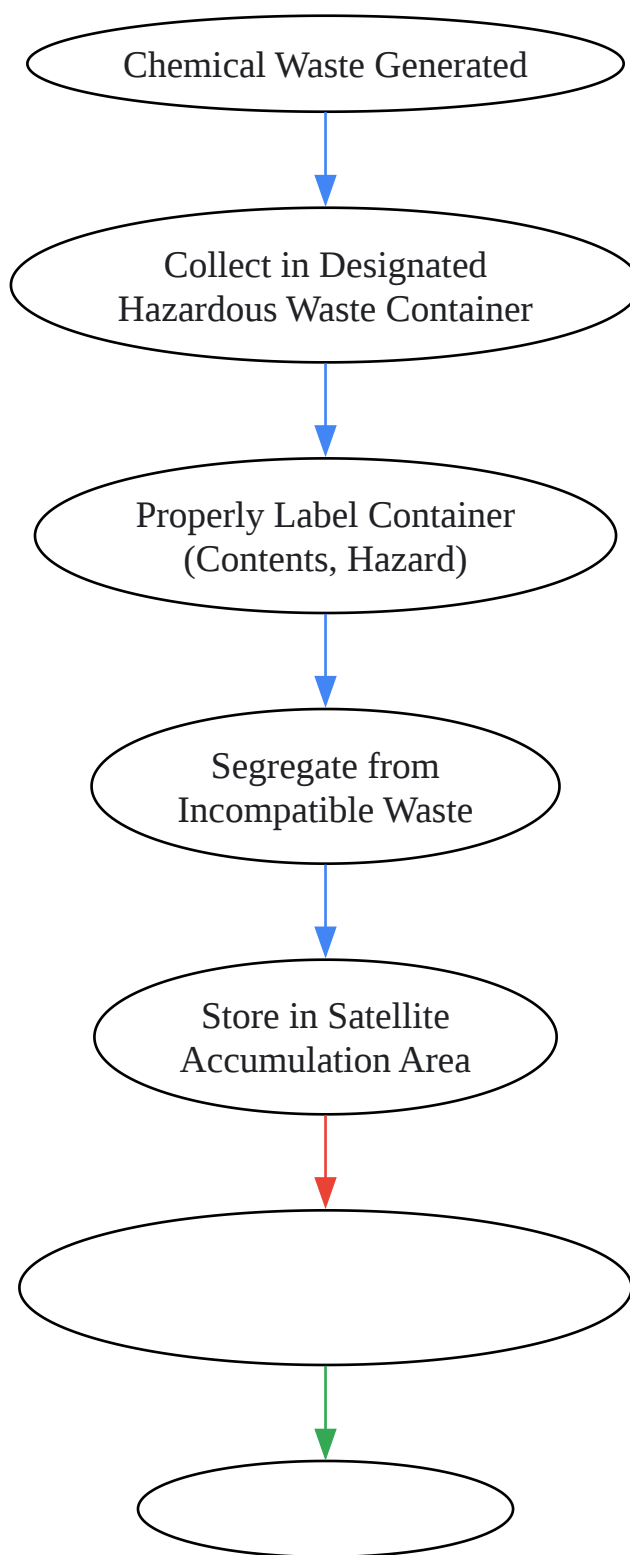 Chemical Waste Generated
Collect in Designated
Hazardous Waste Container
Properly Label Container
(Contents, Hazard)
Segregate from
Incompatible Waste
Store in Satellite
Accumulation Area